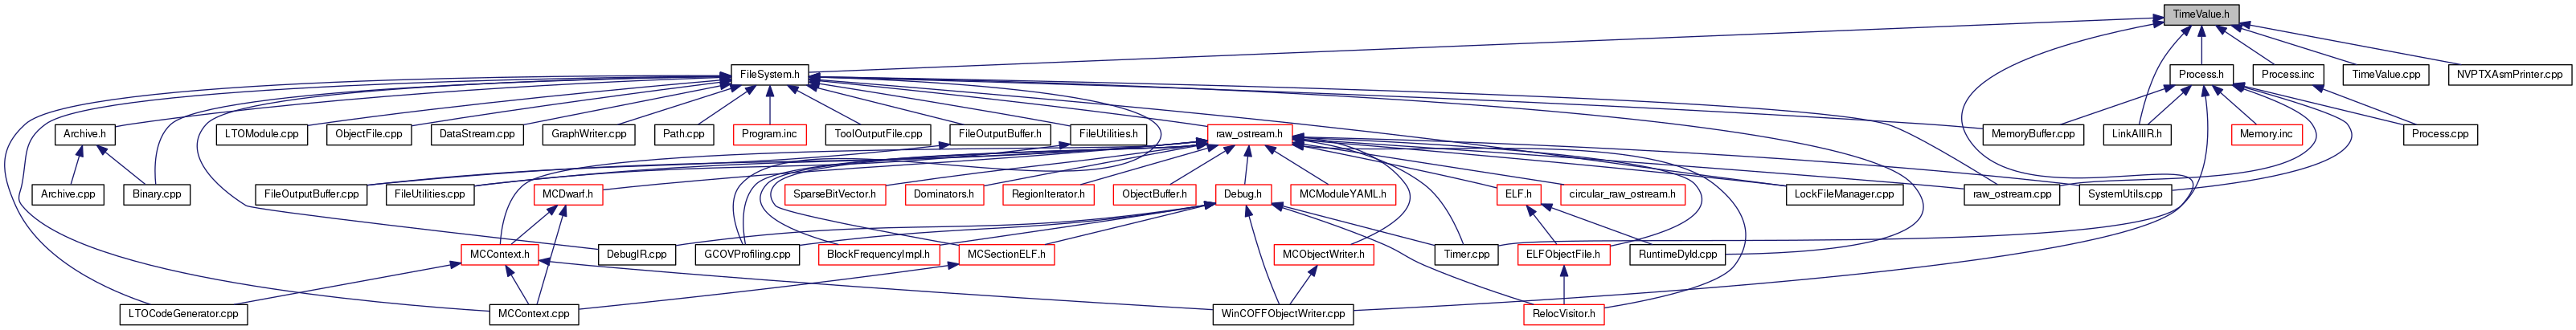 TimeValue.h
FileSystem.h
Process.h
Process.inc
TimeValue.cpp
NVPTXAsmPrinter.cpp
Archive.h
LTOModule.cpp
ObjectFile.cpp
DataStream.cpp
GraphWriter.cpp
Path.cpp
Program.inc
ToolOutputFile.cpp
FileOutputBuffer.h
FileUtilities.h
raw_ostream.h
MemoryBuffer.cpp
LinkAllIR.h
Memory.inc
Process.cpp
Archive.cpp
Binary.cpp
FileOutputBuffer.cpp
FileUtilities.cpp
MCDwarf.h
SparseBitVector.h
Dominators.h
RegionIterator.h
ObjectBuffer.h
Debug.h
MCModuleYAML.h
ELF.h
circular_raw_ostream.h
LockFileManager.cpp
raw_ostream.cpp
SystemUtils.cpp
MCContext.h
DebugIR.cpp
GCOVProfiling.cpp
BlockFrequencyImpl.h
MCSectionELF.h
MCObjectWriter.h
Timer.cpp
ELFObjectFile.h
RuntimeDyld.cpp
LTOCodeGenerator.cpp
MCContext.cpp
WinCOFFObjectWriter.cpp
RelocVisitor.h